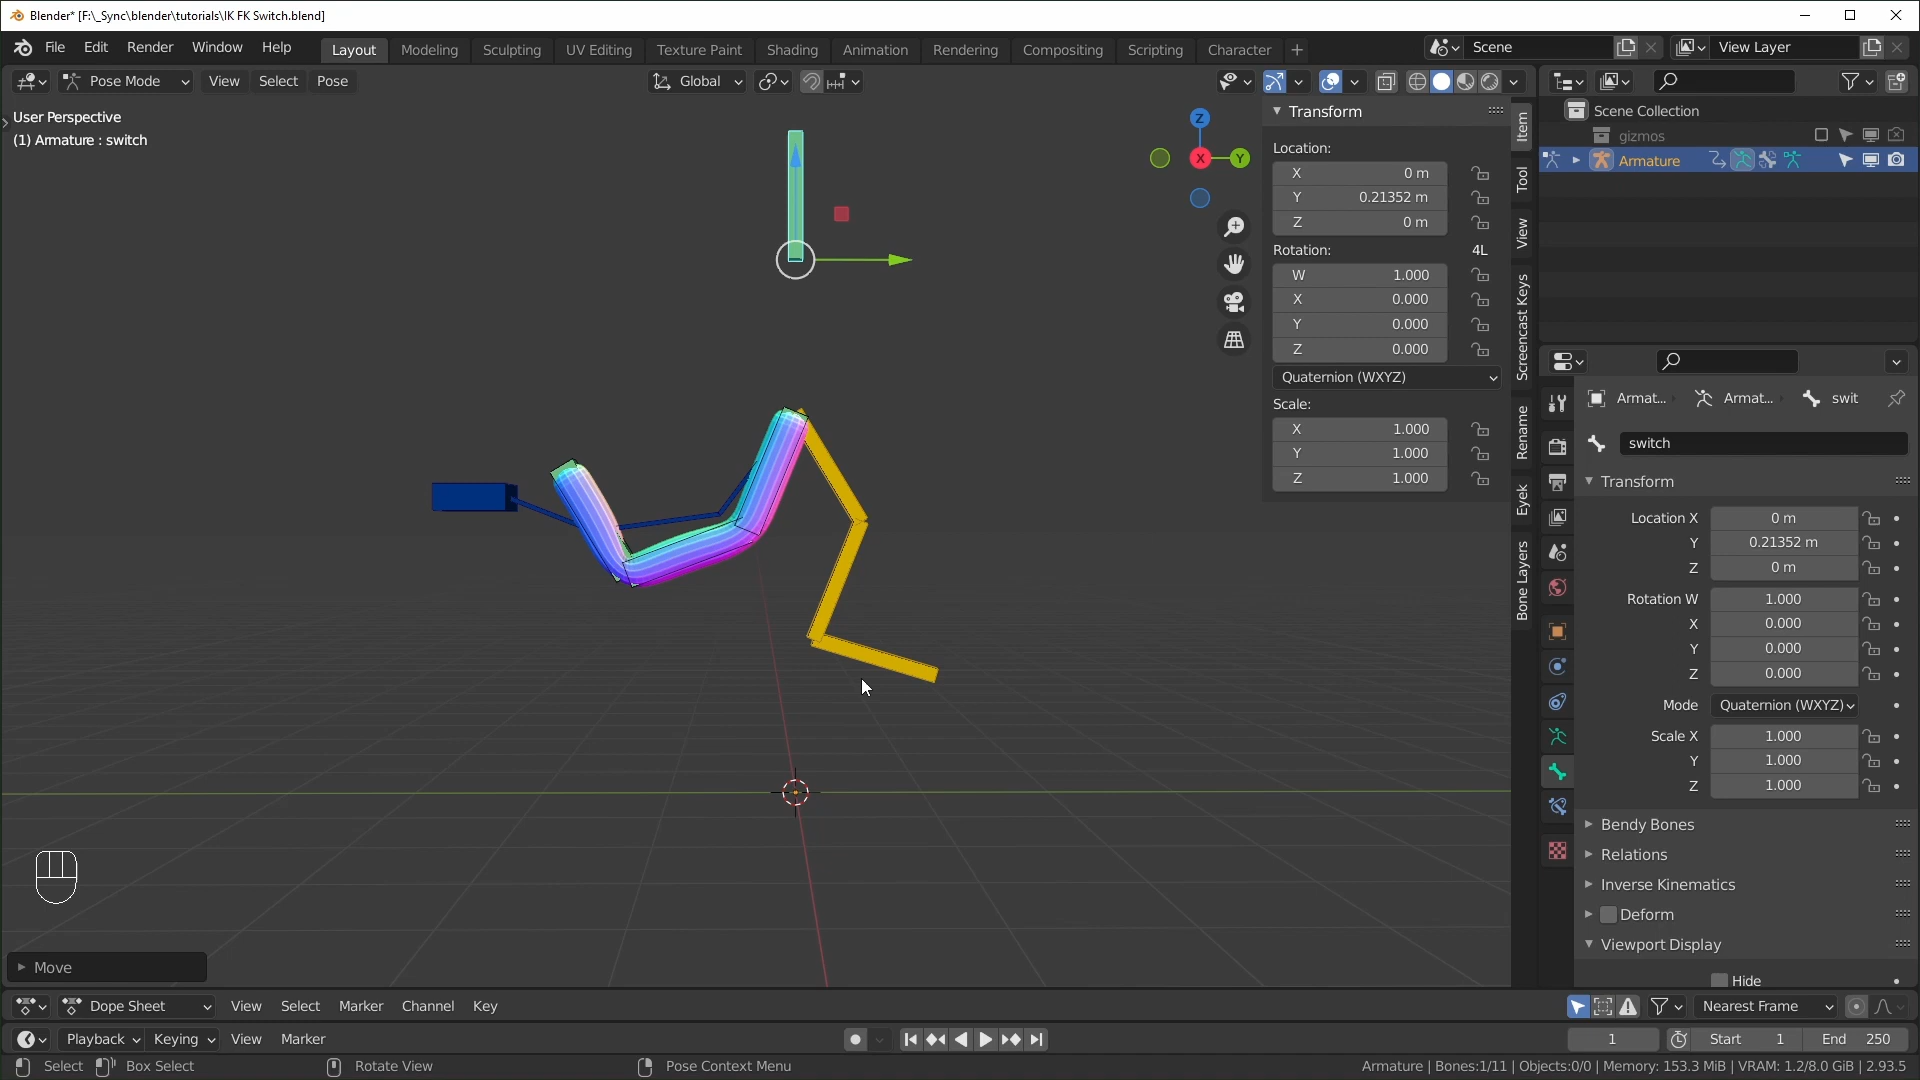 Blender* [F:\_Sync\blender\tutorials\IK FK Switch.blend]
File Edit Render Window Help Layout Modeling Sculpting UV Editing Texture Paint Shading Animation Rendering Compositing Scripting Character + Scene View Layer
Pose Mode View Select Pose Global
User Perspective
(1) Armature : switch
Z
X
Y
Transform
Location:
X 0 m
Y 0.21352 m
Z 0 m
Rotation: 4L
W 1.000
X 0.000
Y 0.000
Z 0.000
Quaternion (WXYZ)
Scale:
X 1.000
Y 1.000
Z 1.000
Item
Tool
View
Screencast Keys
Rename
Eyek
Bone Layers
Scene Collection
gizmos
Armature
Armat... Armat... swit
switch
Transform
Location X 0 m
Y 0.21352 m
Z 0 m
Rotation W 1.000
X 0.000
Y 0.000
Z 0.000
Mode Quaternion (WXYZ)
Scale X 1.000
Y 1.000
Z 1.000
Bendy Bones
Relations
Inverse Kinematics
Deform
Viewport Display
Hide
Move
Dope Sheet View Select Marker Channel Key Nearest Frame
Playback Keying View Marker 1 Start 1 End 250
Select Box Select Rotate View Pose Context Menu Armature | Bones:1/11 | Objects:0/0 | Memory: 153.3 MiB | VRAM: 1.2/8.0 GiB | 2.93.5